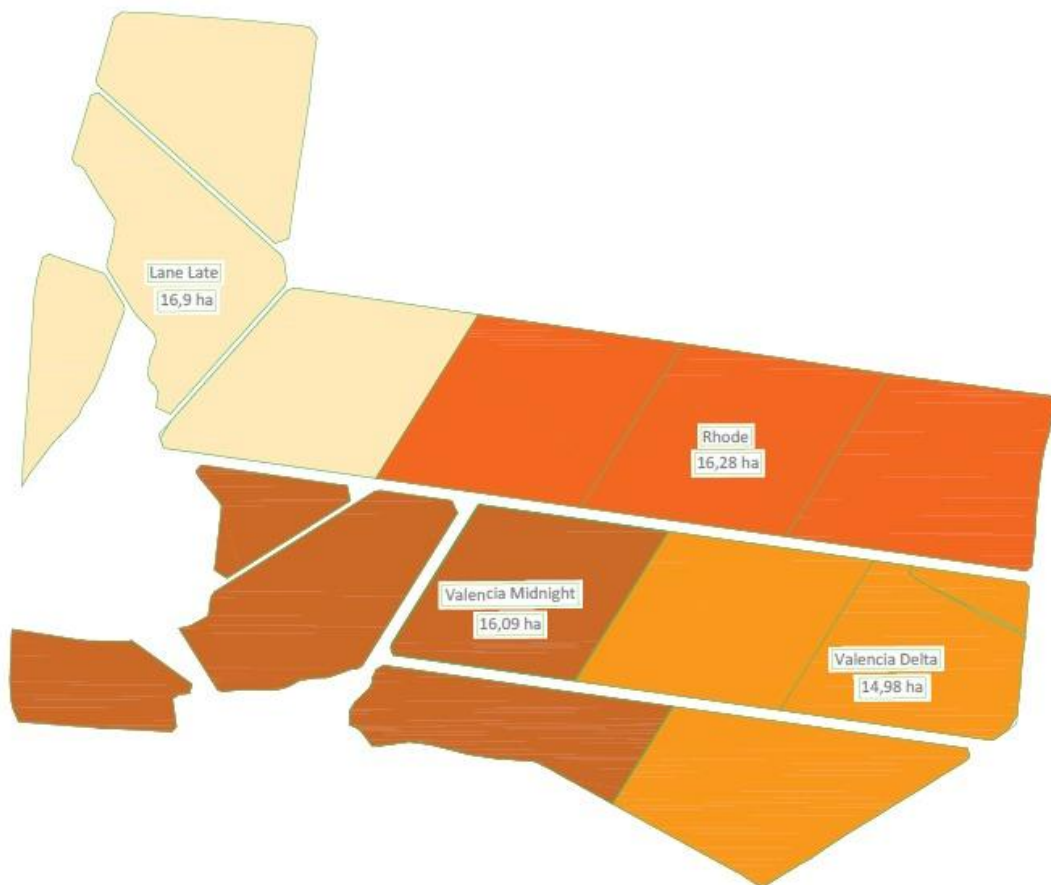 Lane Late
16,9 ha
Rhode
16,28 ha
Valencia Midnight
16,09 ha
Valencia Delta
14,98 ha